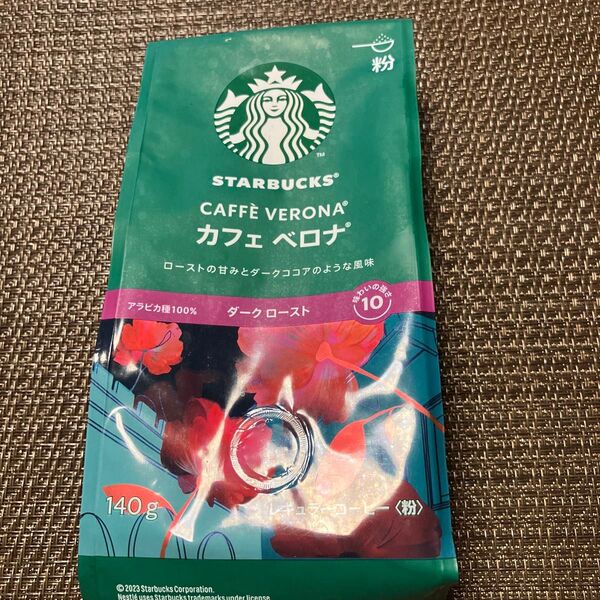 粉
TM
STARBUCKS®
CAFFÈ VERONA®
カフェ ベロナ®
ローストの甘みとダークココアのような風味
アラビカ種100%
ダーク ロースト
味わいの強さ
10
140g
レギュラーコーヒー〈粉〉
©2023 Starbucks Corporation.
Nestlé uses Starbucks trademarks under license.